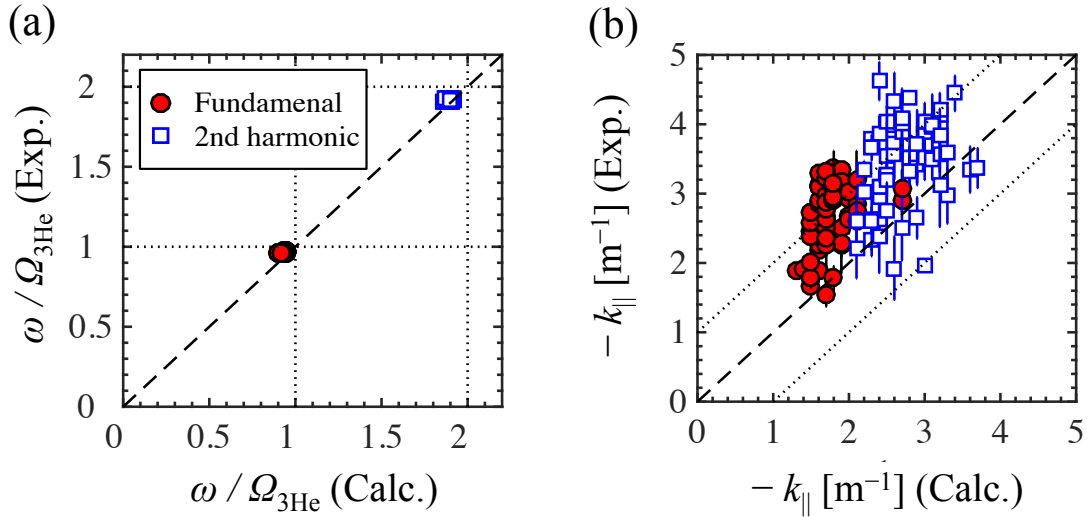 (a)
2
1.5
1
0.5
0
0 0.5 1 1.5 2
ω / Ω3He (Exp.)
ω / Ω3He (Calc.)
Fundamenal
2nd harmonic
(b)
5
4
3
2
1
0
0 1 2 3 4 5
− k|| [m−1] (Exp.)
− k|| [m−1] (Calc.)